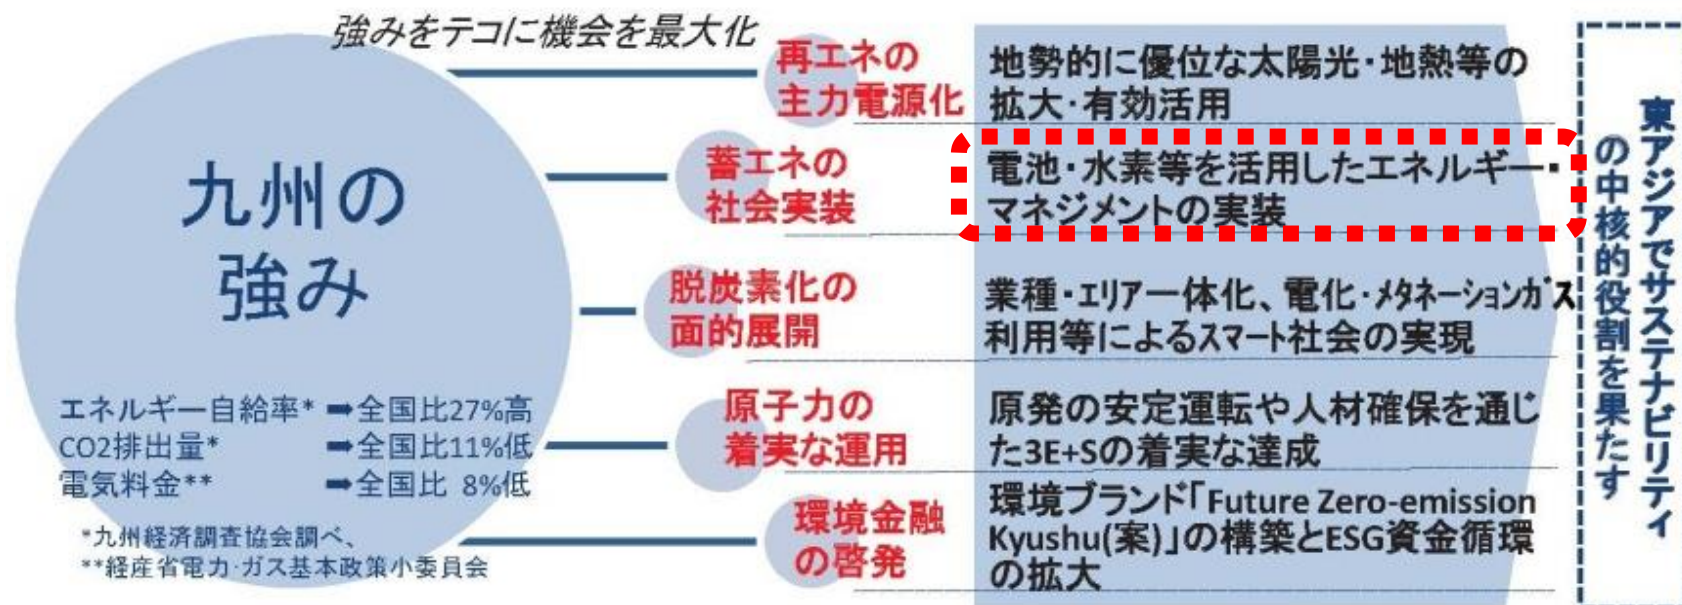 強みをテコに機会を最大化
九州の
強み
エネルギー自給率* ➡全国比27%高
CO2排出量* ➡全国比11%低
電気料金** ➡全国比 8%低
*九州経済調査協会調べ、
**経産省電力・ガス基本政策小委員会
再エネの
主力電源化
地勢的に優位な太陽光・地熱等の
拡大・有効活用
蓄エネの
社会実装
電池・水素等を活用したエネルギー・
マネジメントの実装
脱炭素化の
面的展開
業種・エリア一体化、電化・メタネーションガス
利用等によるスマート社会の実現
原子力の
着実な運用
原発の安定運転や人材確保を通じ
た3E+Sの着実な達成
環境金融
の啓発
環境ブランド「Future Zero-emission
Kyushu(案)」の構築とESG資金循環
の拡大
東アジアでサステナビリティ
の中核的役割を果たす